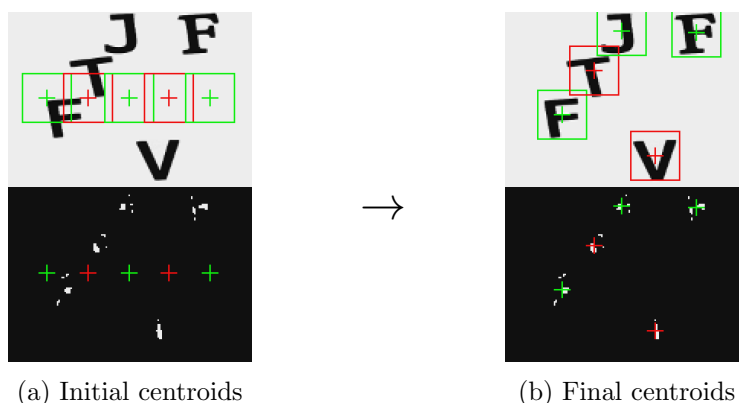 J F
T
F
V
→
J F
T
F
V
(a) Initial centroids
(b) Final centroids